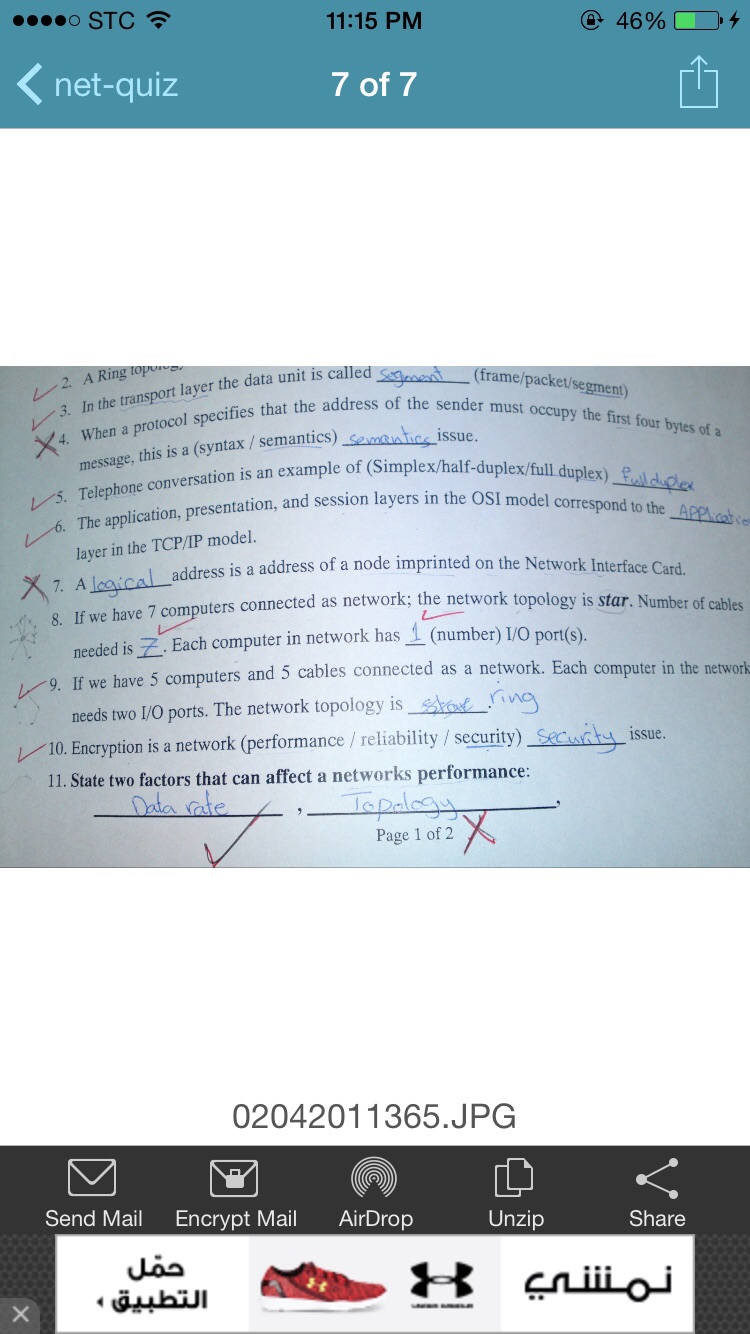 STC 11:15 PM 46%
net-quiz 7 of 7
2. A Ring
3. In the transport layer the data unit is called segment (frame/packet/segment)
4. When a protocol specifies that the address of the sender must occupy the first four bytes of a
message, this is a (syntax / semantics) semantics issue.
5. Telephone conversation is an example of (Simplex/half-duplex/full duplex) full duplex
6. The application, presentation, and session layers in the OSI model correspond to the APPlication
layer in the TCP/IP model.
7. A logical address is a address of a node imprinted on the Network Interface Card.
8. If we have 7 computers connected as network; the network topology is star. Number of cables
needed is 7. Each computer in network has 1 (number) I/O port(s).
9. If we have 5 computers and 5 cables connected as a network. Each computer in the network
needs two I/O ports. The network topology is ring
10. Encryption is a network (performance / reliability / security) Security issue.
11. State two factors that can affect a networks performance:
Data rate , Topology .
Page 1 of 2
02042011365.JPG
Send Mail Encrypt Mail AirDrop Unzip Share
حمّل
التطبيق
UNDER ARMOUR
نمشي